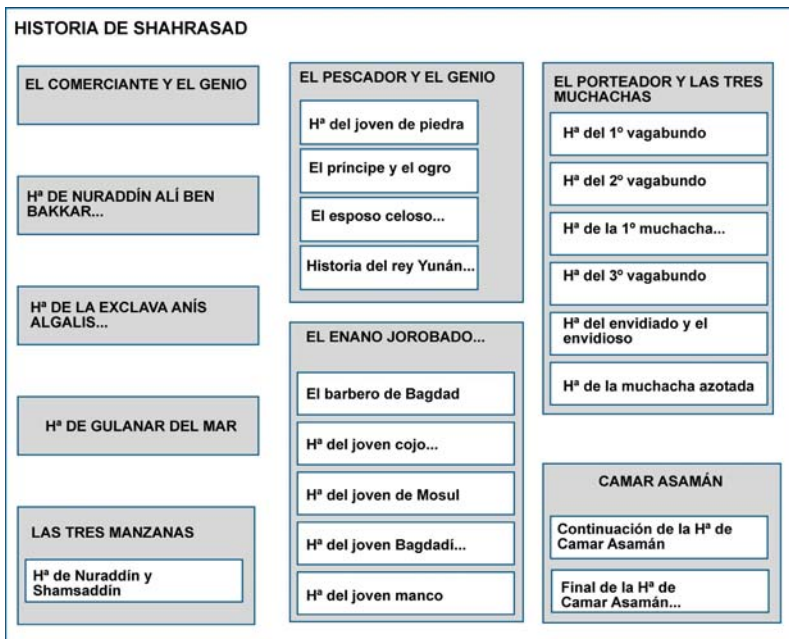 HISTORIA DE SHAHRASAD
EL COMERCIANTE Y EL GENIO
Hª DE NURADDÍN ALÍ BEN
BAKKAR...
Hª DE LA EXCLAVA ANÍS
ALGALIS...
Hª DE GULANAR DEL MAR
LAS TRES MANZANAS
Hª de Nuraddín y
Shamsaddín
EL PESCADOR Y EL GENIO
Hª del joven de piedra
El príncipe y el ogro
El esposo celoso...
Historia del rey Yunán...
EL ENANO JOROBADO...
El barbero de Bagdad
Hª del joven cojo...
Hª del joven de Mosul
Hª del joven Bagdadí...
Hª del joven manco
EL PORTEADOR Y LAS TRES
MUCHACHAS
Hª del 1º vagabundo
Hª del 2º vagabundo
Hª de la 1º muchacha...
Hª del 3º vagabundo
Hª del envidiado y el
envidioso
Hª de la muchacha azotada
CAMAR ASAMÁN
Continuación de la Hª de
Camar Asamán
Final de la Hª de
Camar Asamán...